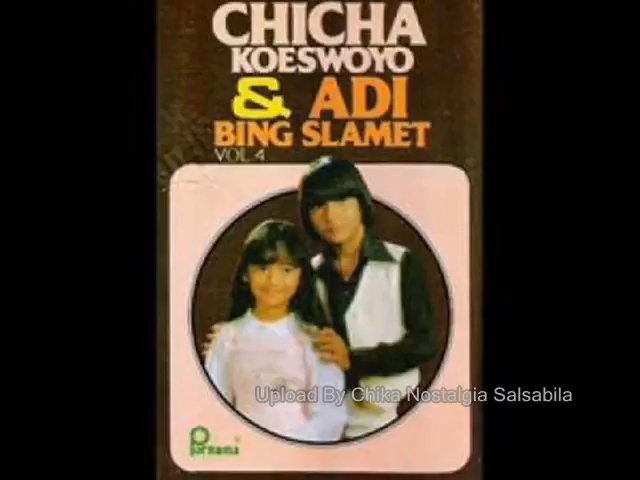 CHICHA
KOESWOYO
& ADI
BING SLAMET
VOL. 4
Upload By Chika Nostalgia Salsabila
Purnama